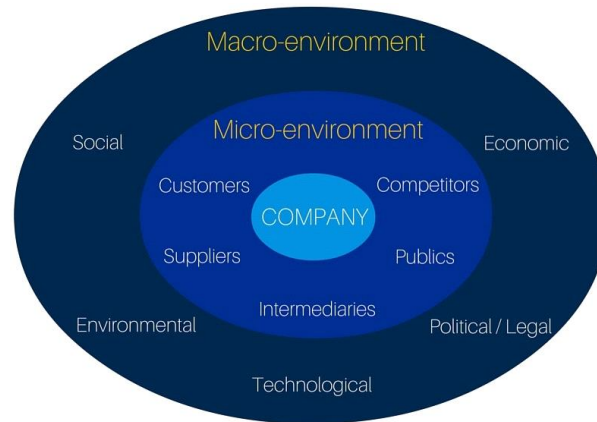 Macro-environment
Micro-environment
Social
Economic
Customers
Competitors
COMPANY
Suppliers
Publics
Intermediaries
Environmental
Political / Legal
Technological